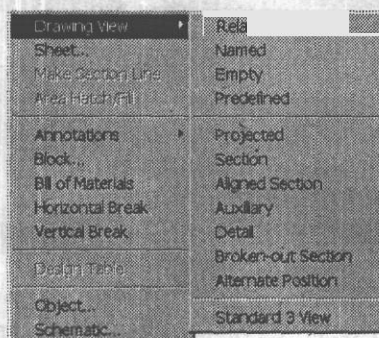 Drawing View
Sheet...
Make Section Line
Area Hatch/Fill
Annotations
Block...
Bill of Materials
Horizontal Break
Vertical Break
Design Table
Object...
Schematic...
Named
Empty
Predefined
Projected
Section
Aligned Section
Auxiliary
Detail
Broken-out Section
Alternate Position
Standard 3 View